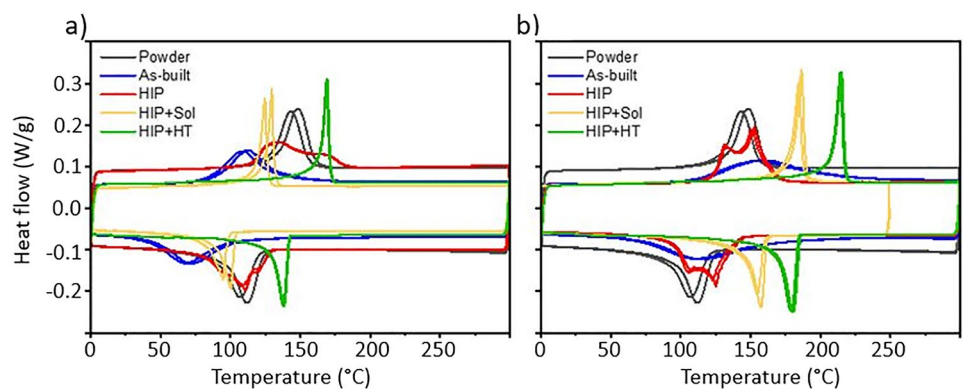 a)
Heat flow (W/g)
0.3
0.2
0.1
0.0
-0.1
-0.2
Powder
As-built
HIP
HIP+Sol
HIP+HT
0 50 100 150 200 250
Temperature (°C)
b)
Powder
As-built
HIP
HIP+Sol
HIP+HT
0 50 100 150 200 250 300
Temperature (°C)